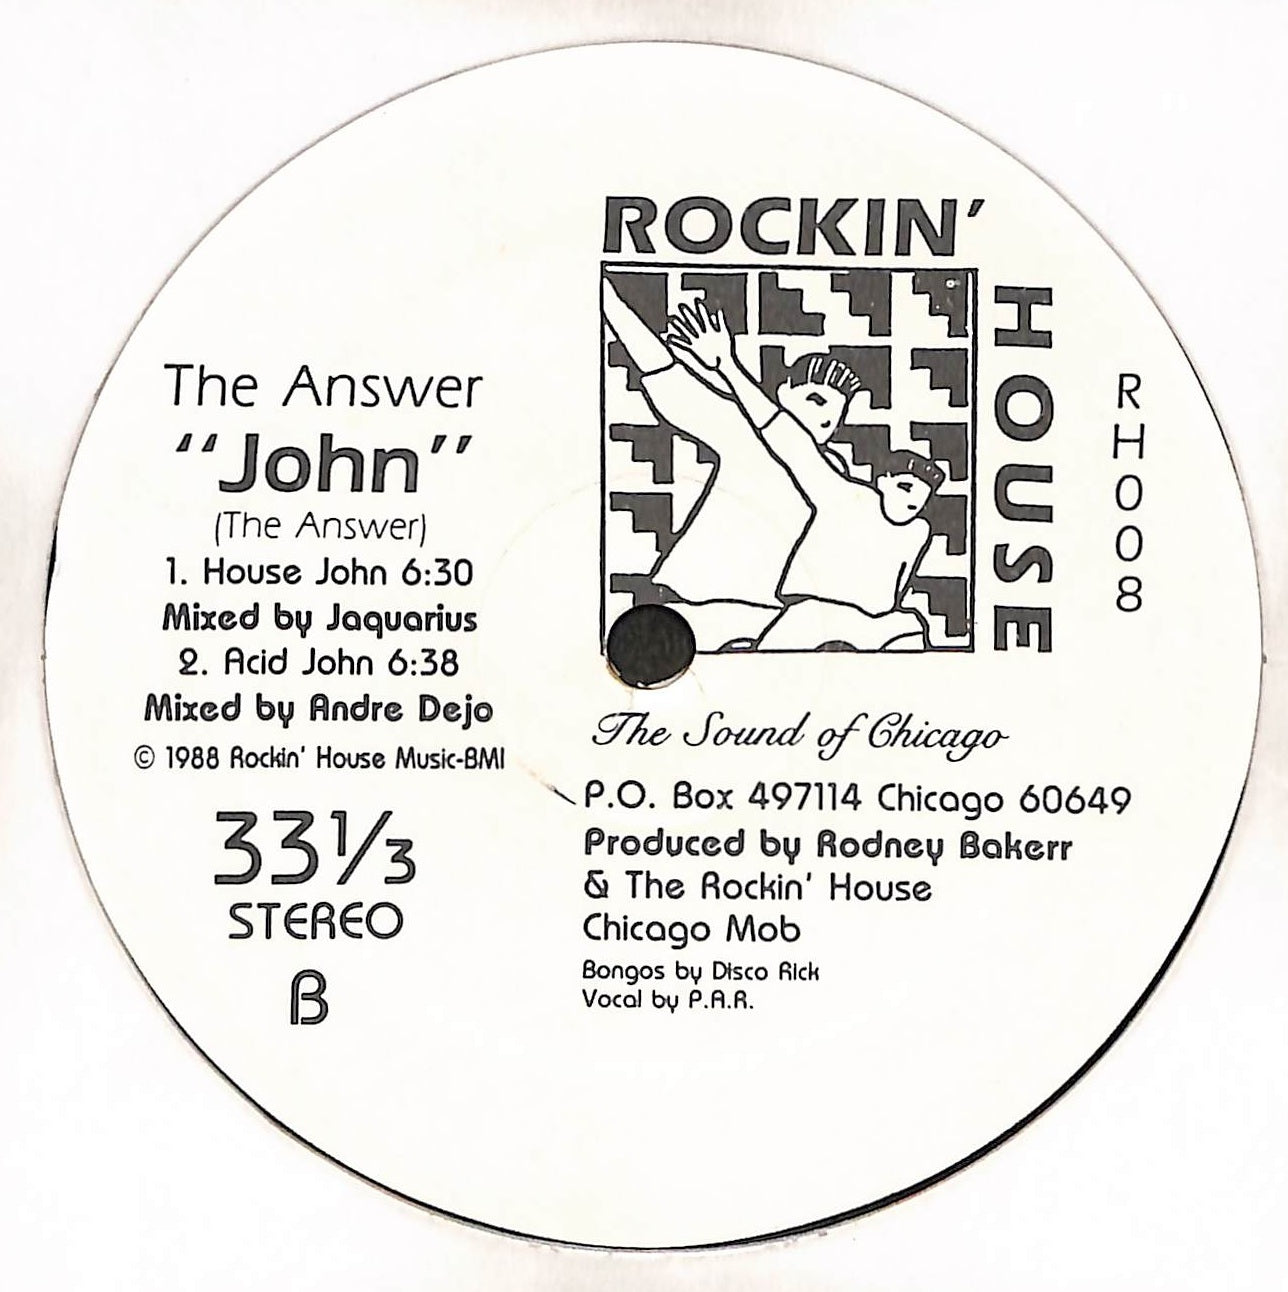 ROCKIN'
HOUSE
RH008
The Answer
"John"
(The Answer)
1. House John 6:30
Mixed by Jaquarius
2. Acid John 6:38
Mixed by Andre Dejo
© 1988 Rockin' House Music-BMI
33⅓
STEREO
B
The Sound of Chicago
P.O. Box 497114 Chicago 60649
Produced by Rodney Bakerr
& The Rockin' House
Chicago Mob
Bongos by Disco Rick
Vocal by P.A.R.